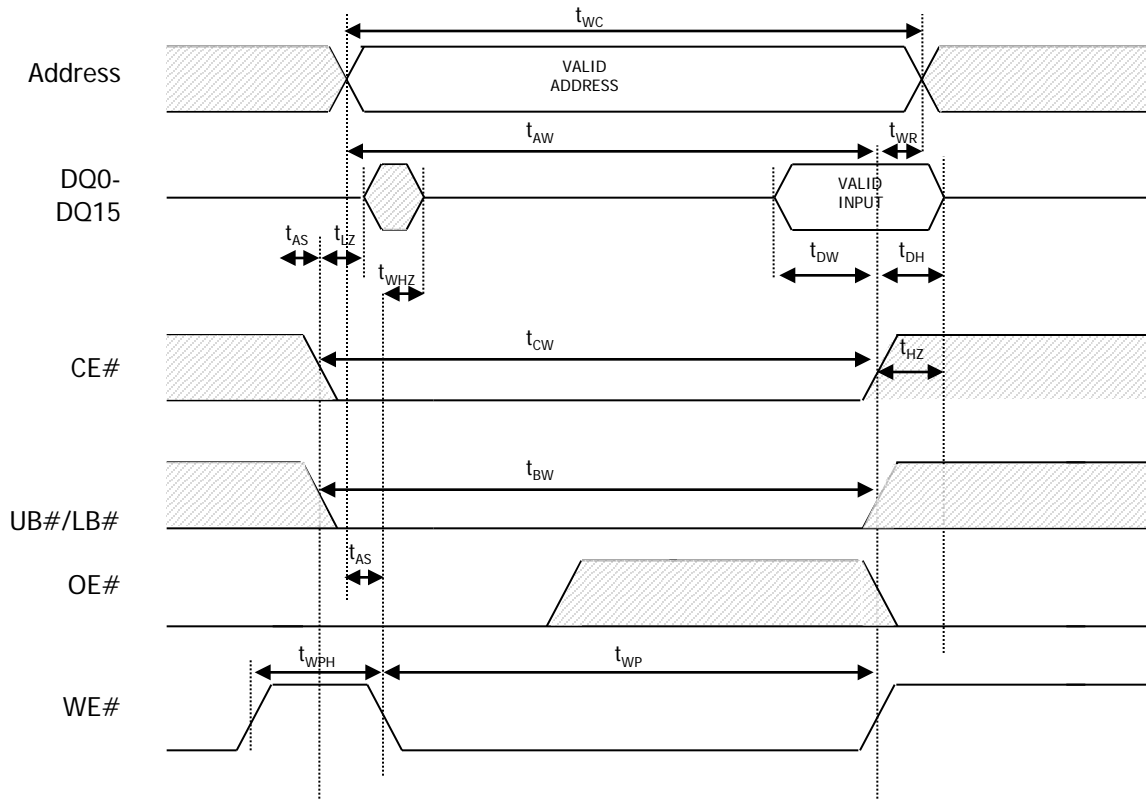 tWC
Address
VALID
ADDRESS
tAW
tWR
DQ0-
DQ15
VALID
INPUT
tAS
tLZ
tDW
tDH
tWHZ
CE#
tCW
tHZ
UB#/LB#
tBW
tAS
OE#
tWPH
tWP
WE#